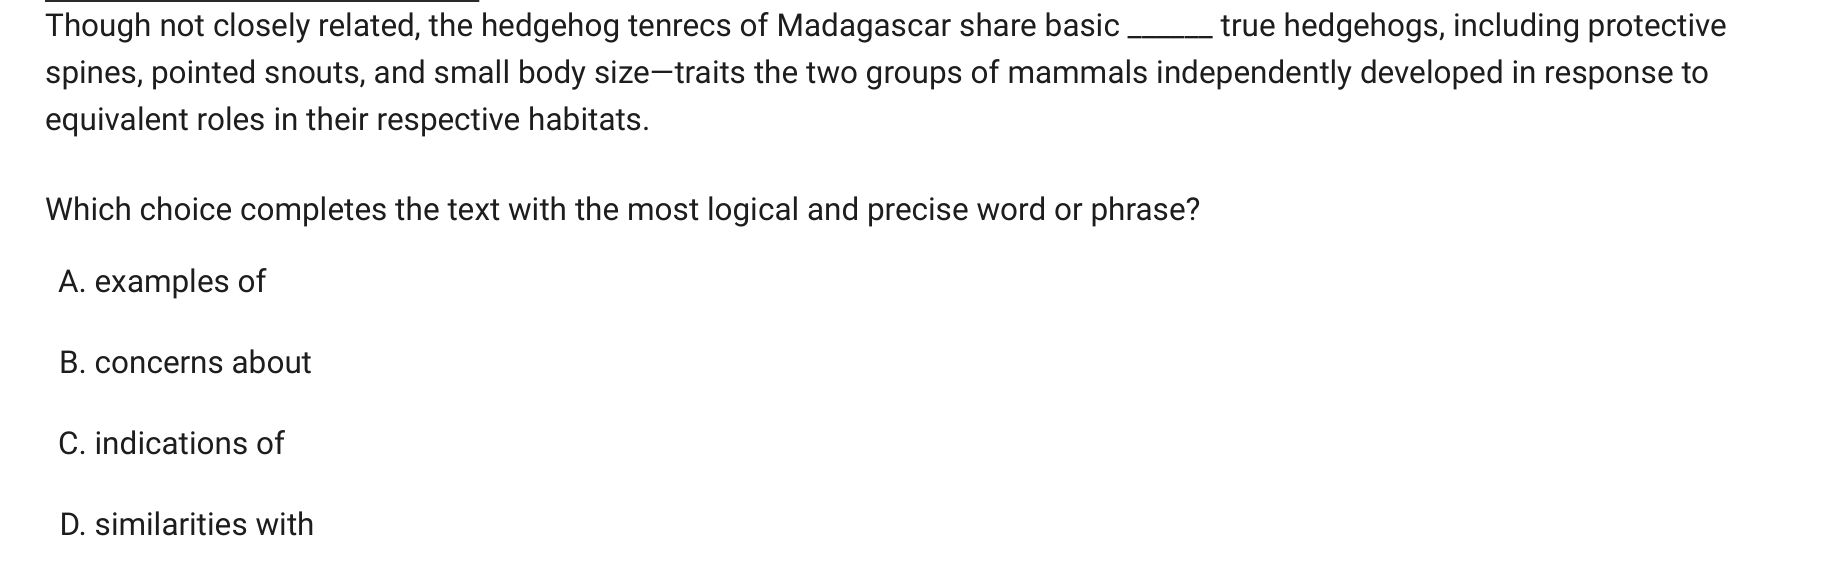 Though not closely related, the hedgehog tenrecs of Madagascar share basic ______ true hedgehogs, including protective
spines, pointed snouts, and small body size—traits the two groups of mammals independently developed in response to
equivalent roles in their respective habitats.
Which choice completes the text with the most logical and precise word or phrase?
A. examples of
B. concerns about
C. indications of
D. similarities with